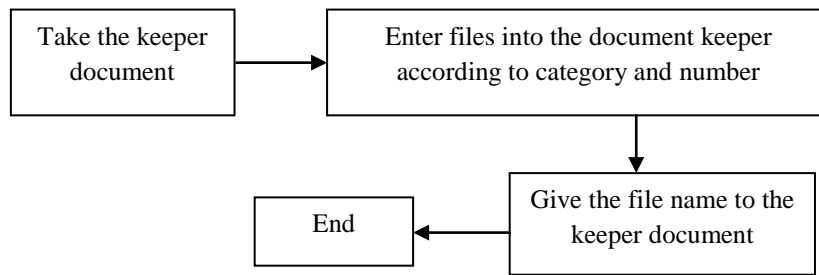 Take the keeper
document
Enter files into the document keeper
according to category and number
Give the file name to the
keeper document
End